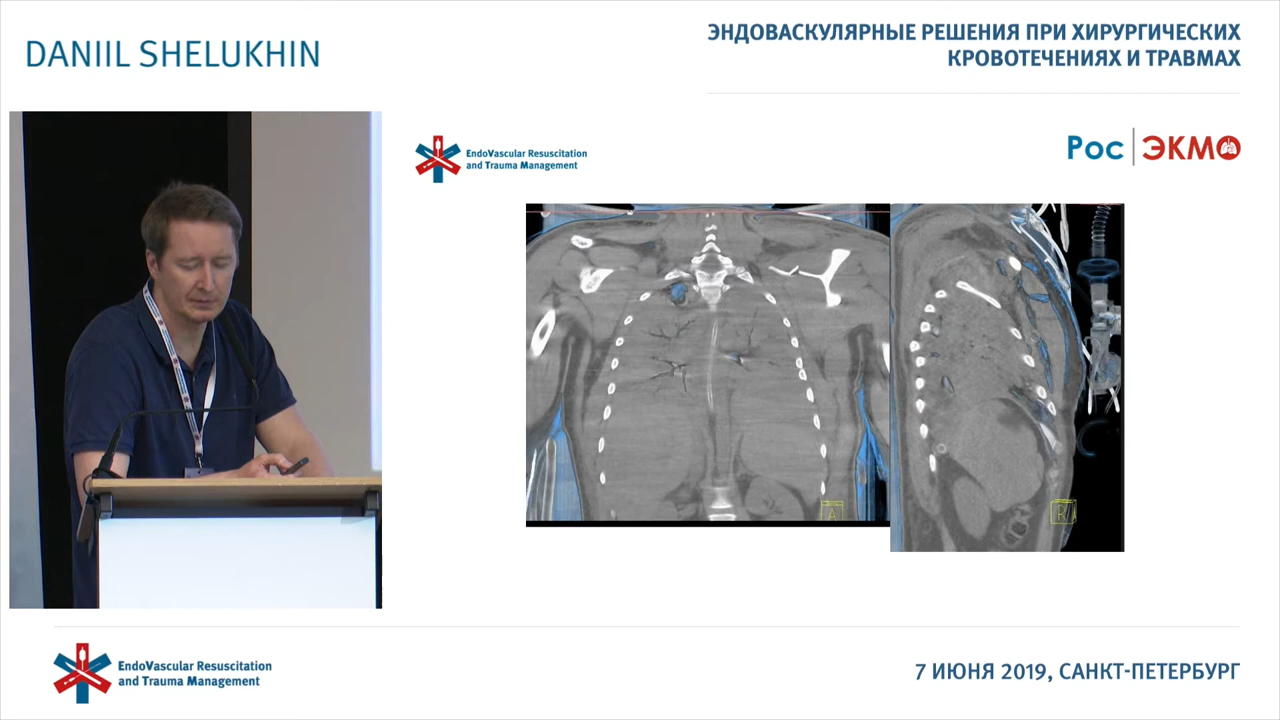 DANIIL SHELUKHIN
ЭНДОВАСКУЛЯРНЫЕ РЕШЕНИЯ ПРИ ХИРУРГИЧЕСКИХ
КРОВОТЕЧЕНИЯХ И ТРАВМАХ
EndoVascular Resuscitation
and Trauma Management
Рос ЭКМО
A
R
EndoVascular Resuscitation
and Trauma Management
7 ИЮНЯ 2019, САНКТ-ПЕТЕРБУРГ